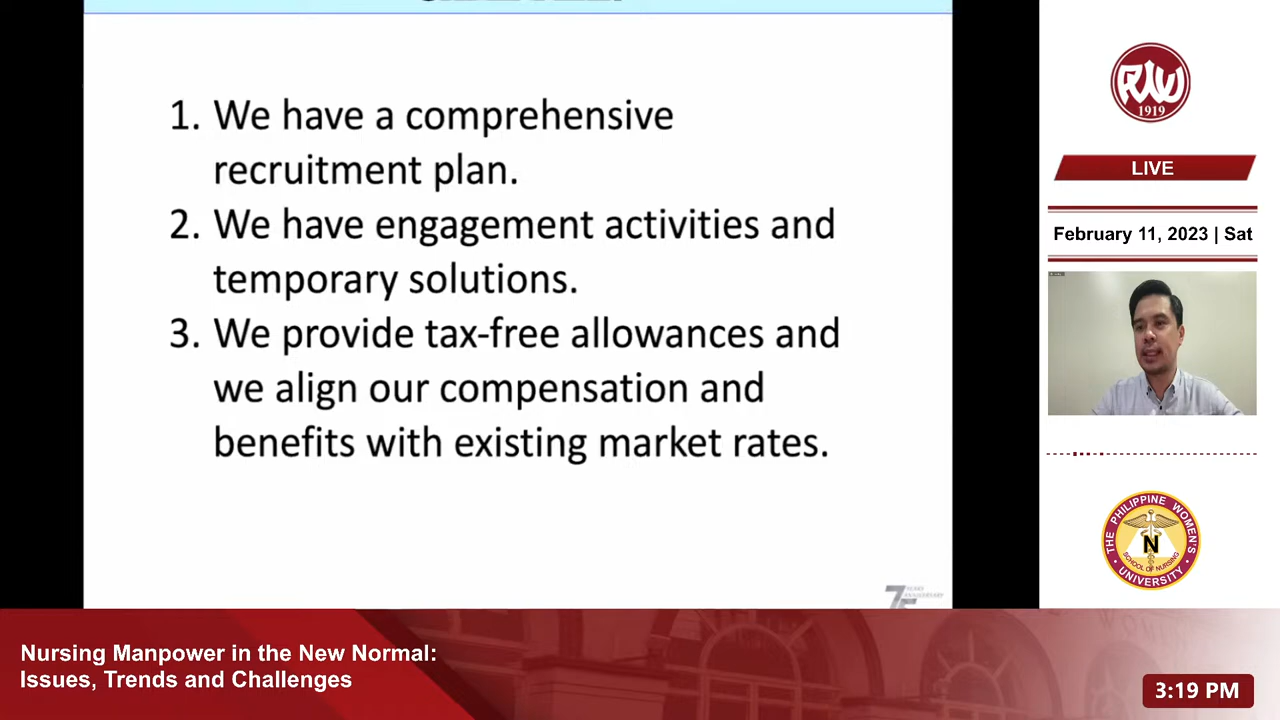 1. We have a comprehensive
recruitment plan.
2. We have engagement activities and
temporary solutions.
3. We provide tax-free allowances and
we align our compensation and
benefits with existing market rates.
1919
LIVE
February 11, 2023 | Sat
THE PHILIPPINE WOMEN'S
N
SCHOOL OF NURSING
UNIVERSITY
Nursing Manpower in the New Normal:
Issues, Trends and Challenges
3:19 PM